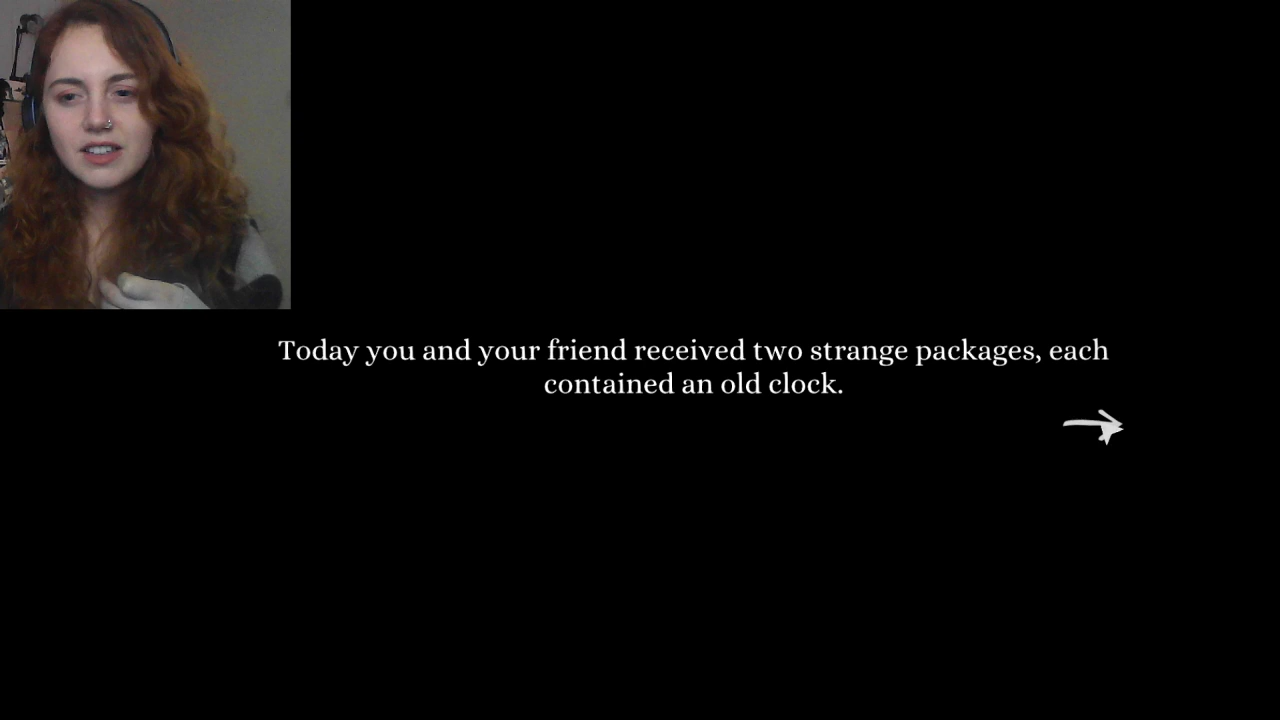 Today you and your friend received two strange packages, each
contained an old clock.